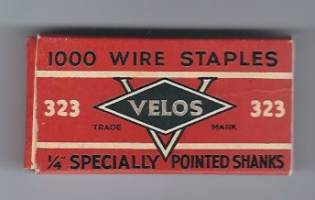 1000 WIRE STAPLES
323 VELOS 323
TRADE MARK
1/4" SPECIALLY POINTED SHANKS